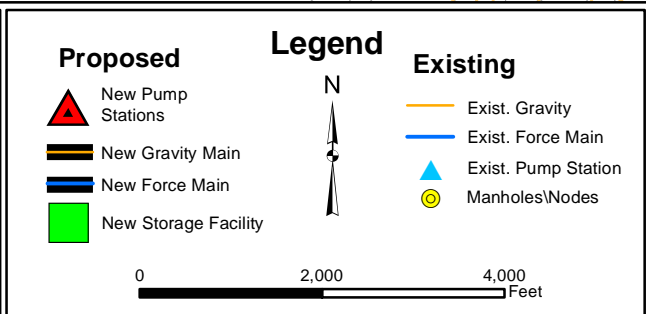 Legend
Proposed
New Pump
Stations
New Gravity Main
New Force Main
New Storage Facility
N
Existing
Exist. Gravity
Exist. Force Main
Exist. Pump Station
Manholes\Nodes
0 2,000 4,000
Feet